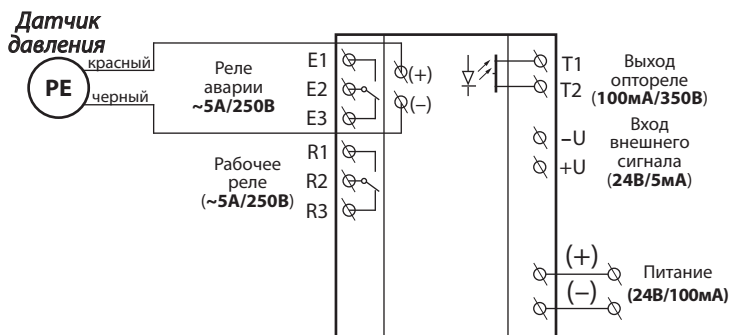 Датчик
давления
красный
PE
черный
Реле
аварии
~5А/250В
E1
E2
E3
(+)
(–)
Рабочее
реле
(~5А/250В)
R1
R2
R3
T1
T2
Выход
оптореле
(100мА/350В)
–U
+U
Вход
внешнего
сигнала
(24В/5мА)
(+)
(–)
Питание
(24В/100мА)